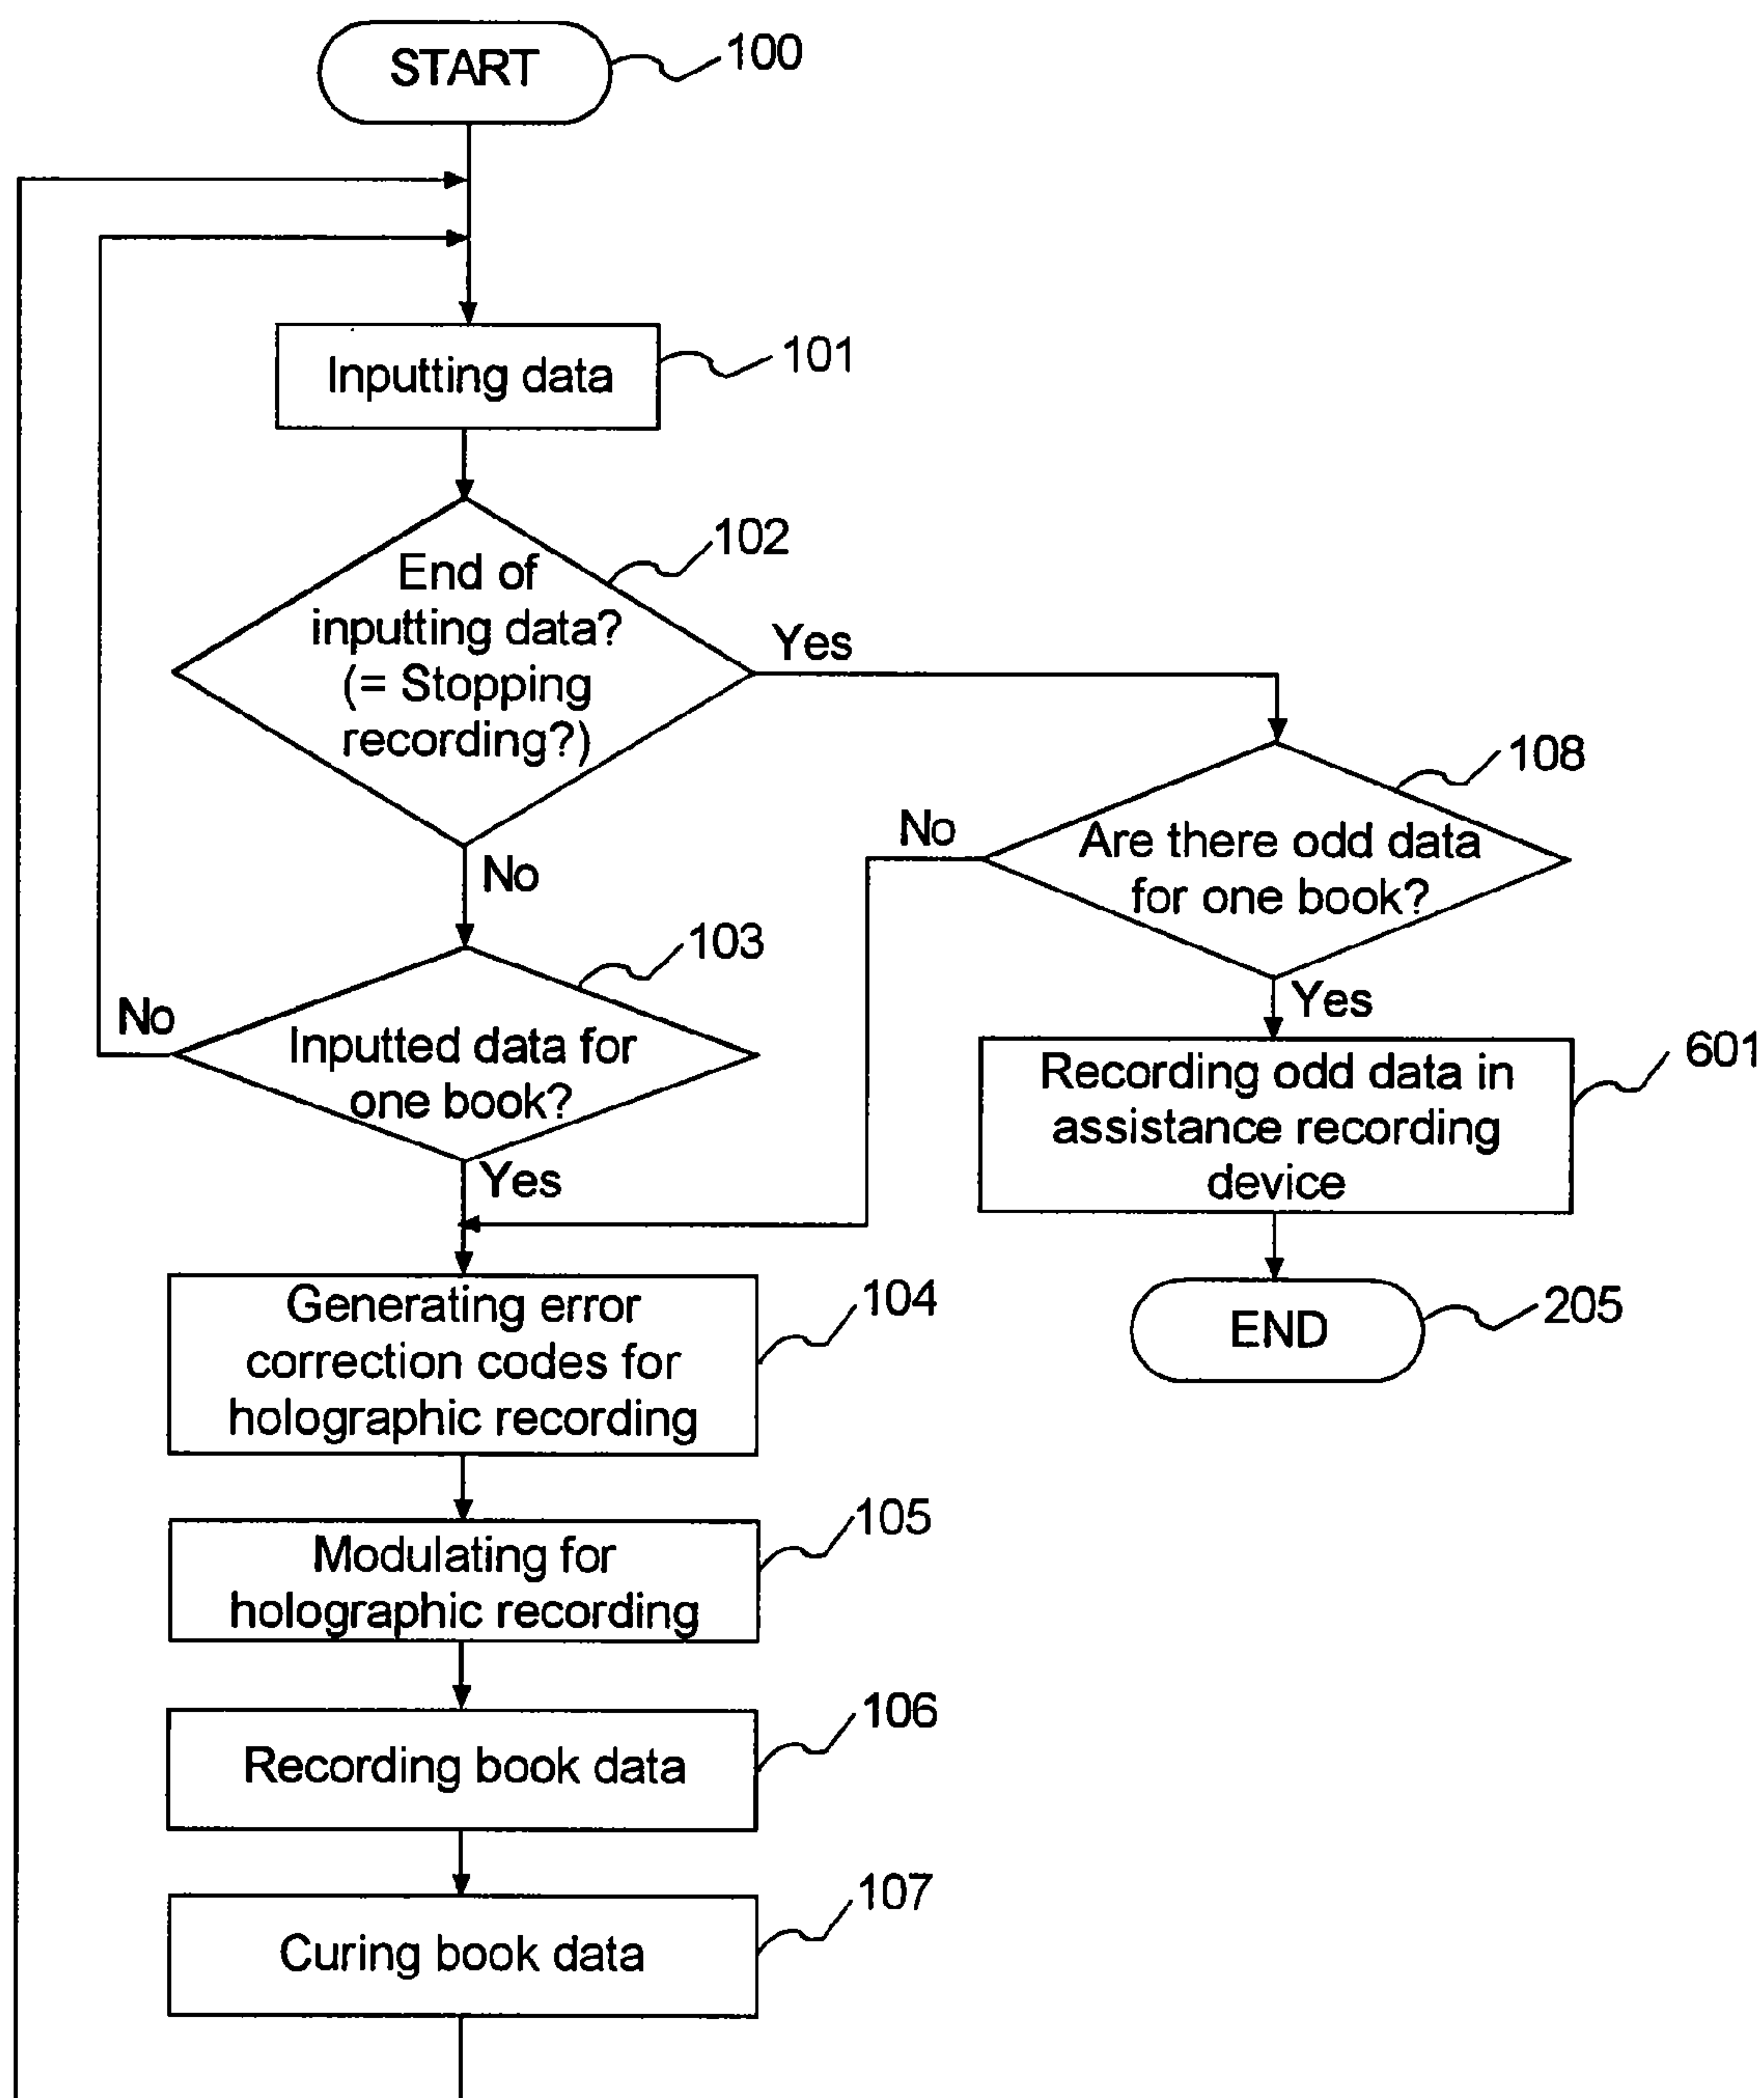 START
100
Inputting data
101
End of
inputting data?
(= Stopping
recording?)
102
Yes
No
108
Are there odd data
for one book?
No
Yes
103
Inputted data for
one book?
No
Yes
Recording odd data in
assistance recording
device
601
END
205
Generating error
correction codes for
holographic recording
104
Modulating for
holographic recording
105
Recording book data
106
Curing book data
107